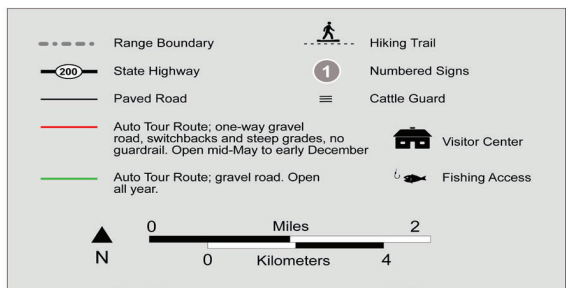 Range Boundary
Hiking Trail
200
State Highway
1
Numbered Signs
Paved Road
Cattle Guard
Auto Tour Route; one-way gravel
road, switchbacks and steep grades, no
guardrail. Open mid-May to early December
Visitor Center
Auto Tour Route; gravel road. Open
all year.
Fishing Access
0 Miles 2
N
0 Kilometers 4